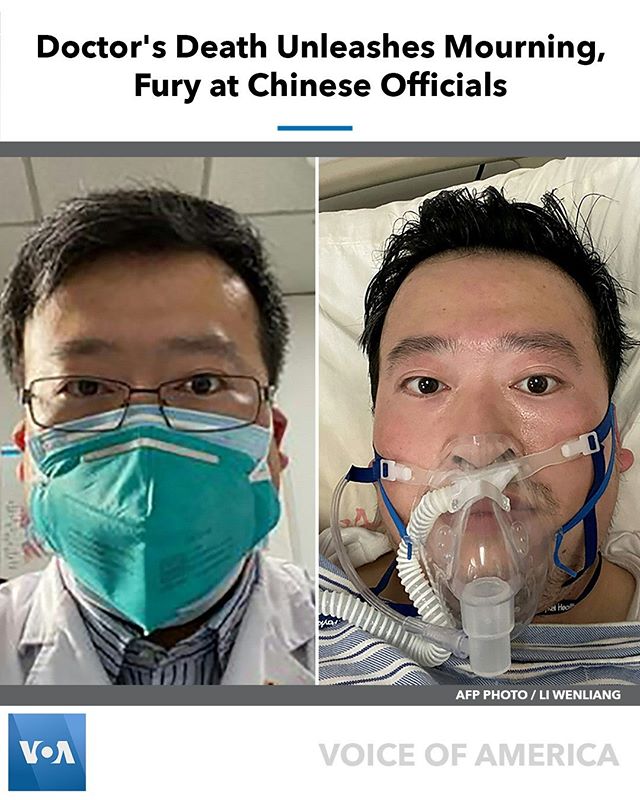 Doctor's Death Unleashes Mourning,
Fury at Chinese Officials
AFP PHOTO / LI WENLIANG
VOA
VOICE OF AMERICA